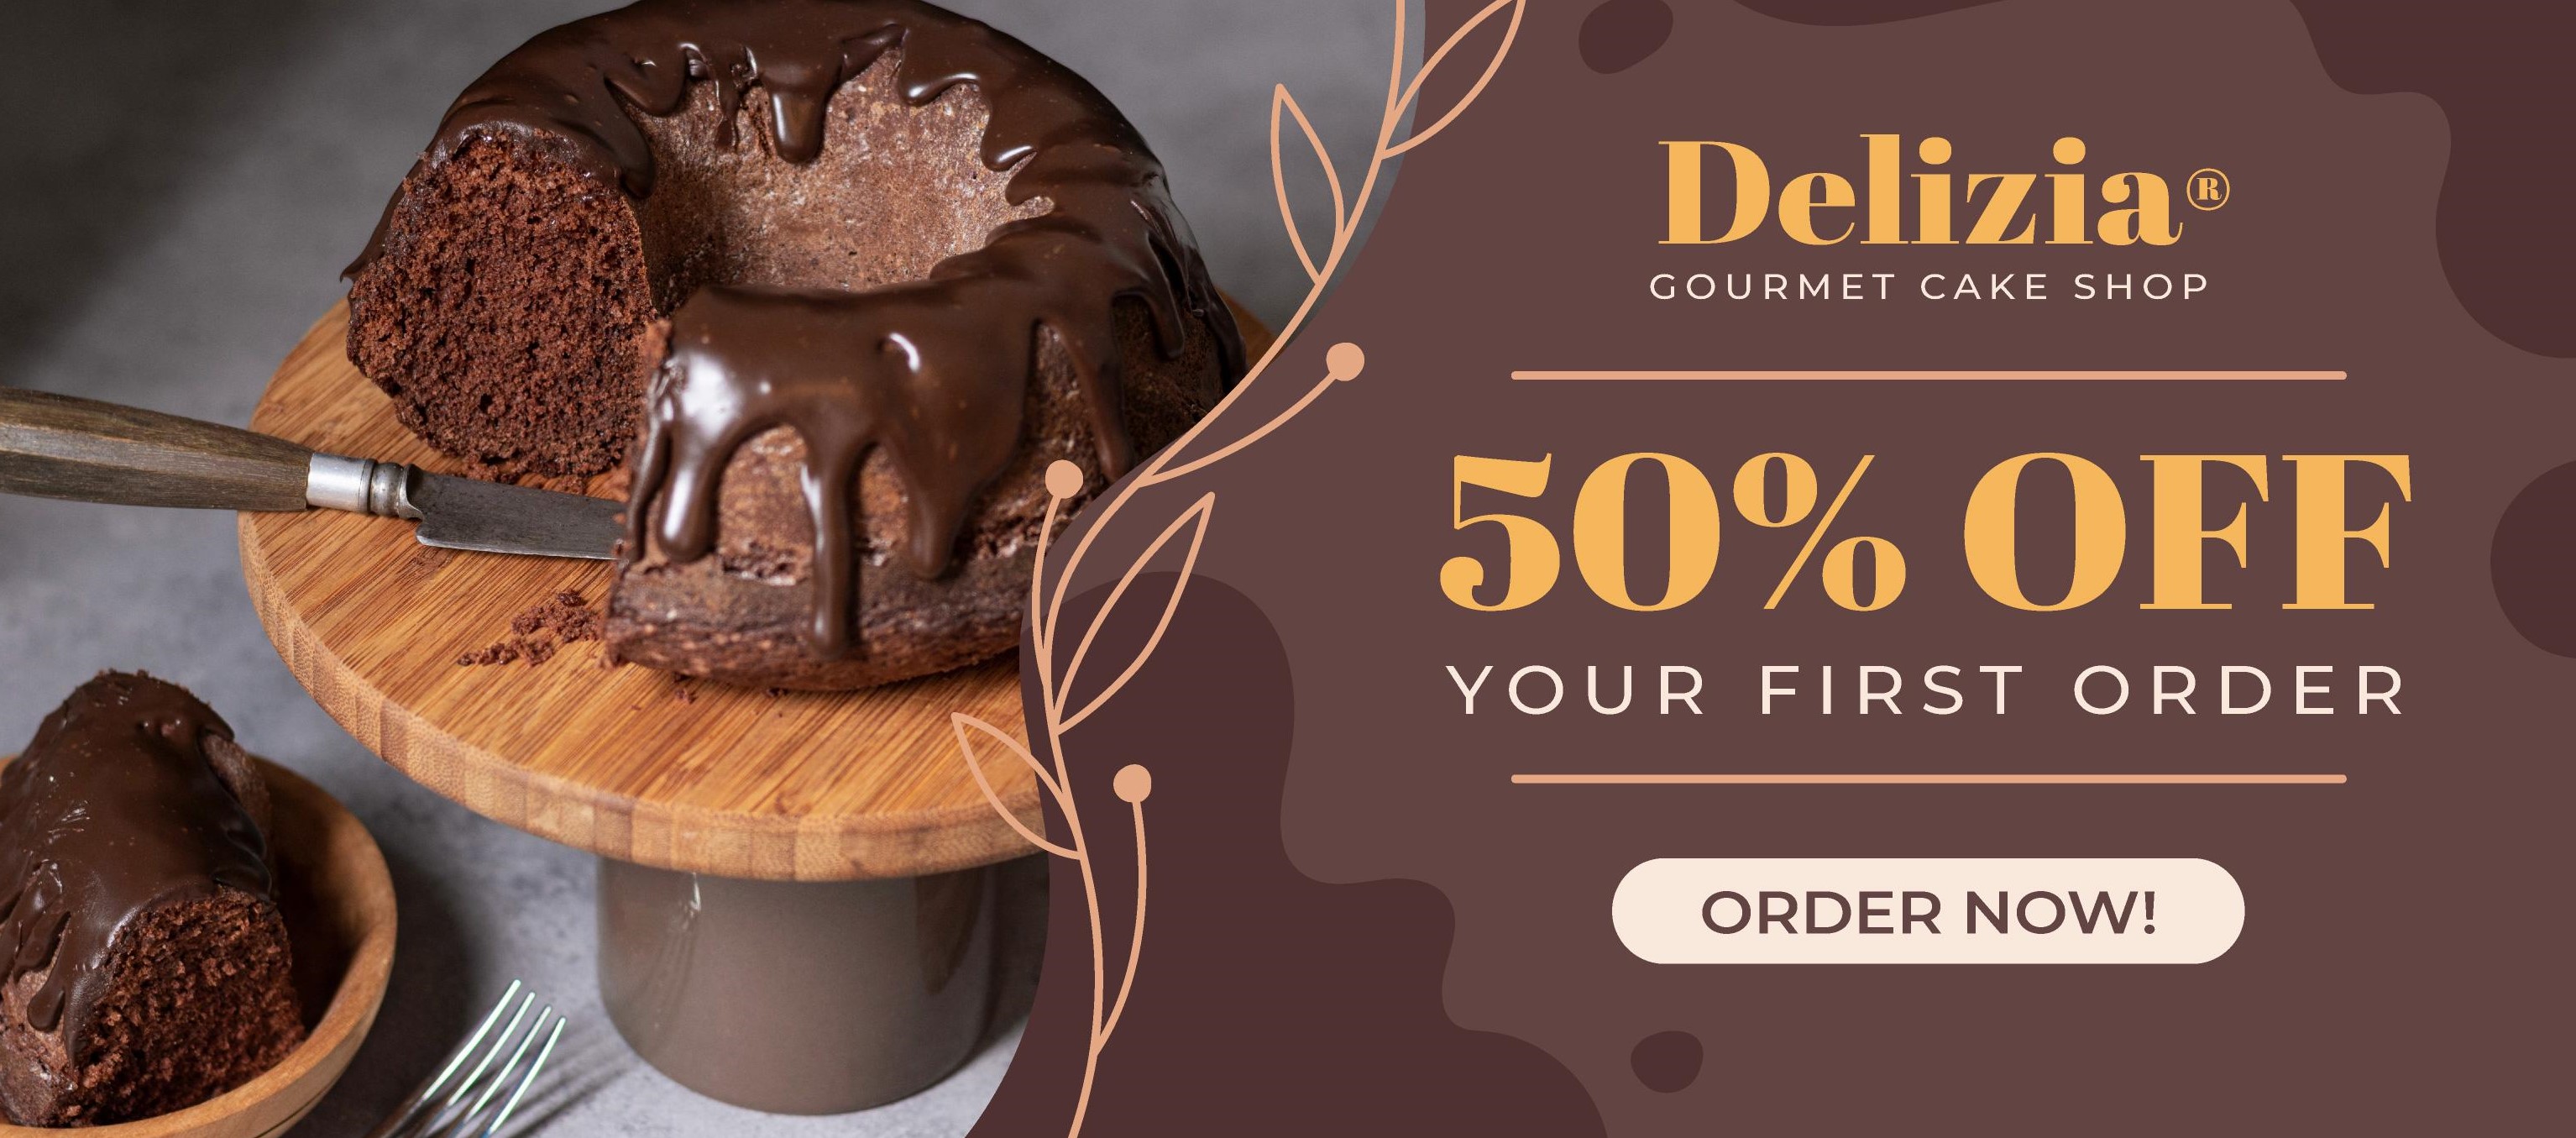 Delizia®
GOURMET CAKE SHOP
50% OFF
YOUR FIRST ORDER
ORDER NOW!